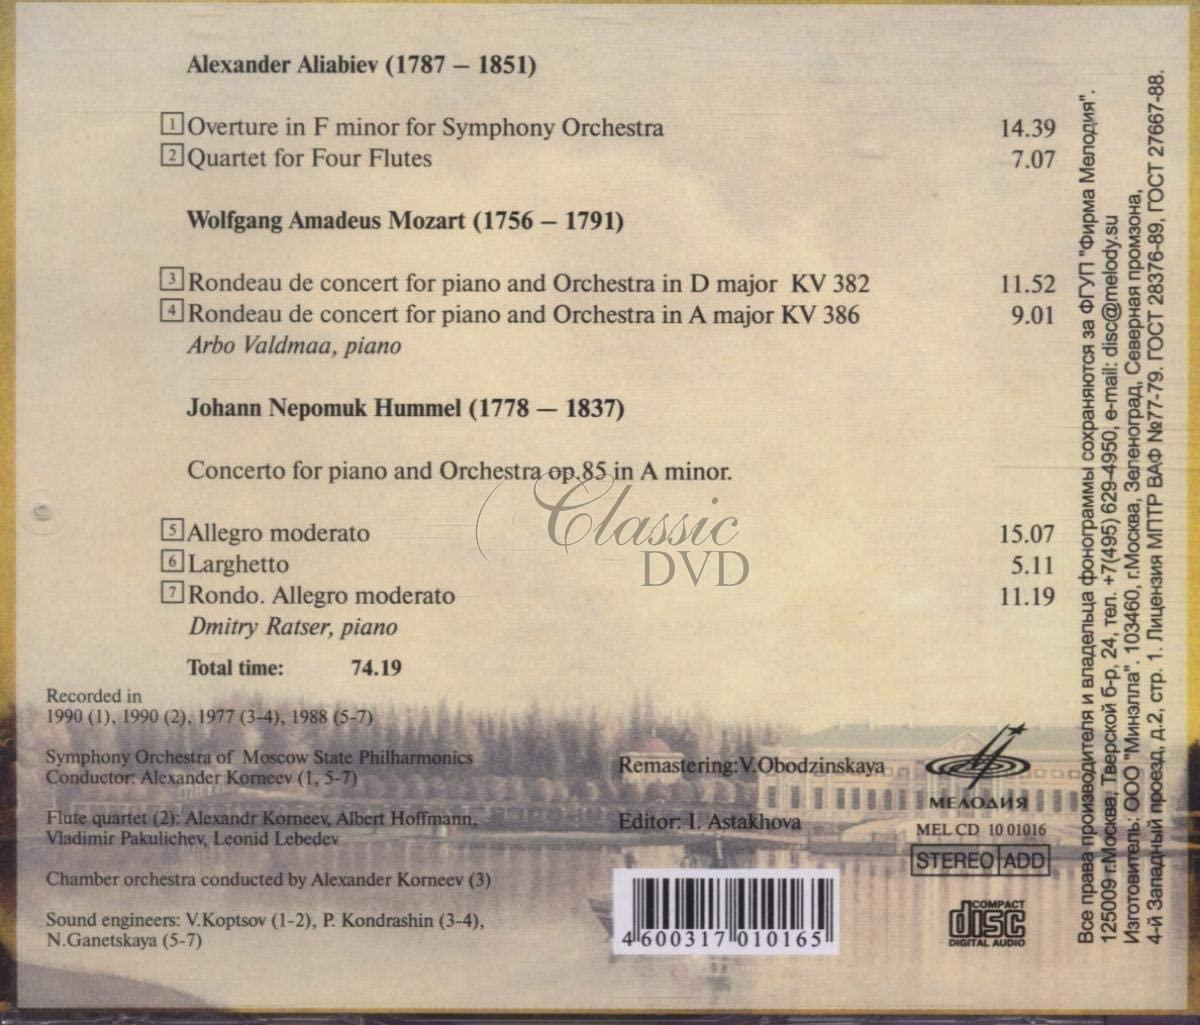 Alexander Aliabiev (1787 – 1851)
1 Overture in F minor for Symphony Orchestra 14.39
2 Quartet for Four Flutes 7.07
Wolfgang Amadeus Mozart (1756 – 1791)
3 Rondeau de concert for piano and Orchestra in D major KV 382 11.52
4 Rondeau de concert for piano and Orchestra in A major KV 386 9.01
Arbo Valdmaa, piano
Johann Nepomuk Hummel (1778 – 1837)
Concerto for piano and Orchestra op.85 in A minor.
5 Allegro moderato 15.07
6 Larghetto 5.11
7 Rondo. Allegro moderato 11.19
Dmitry Ratser, piano
Total time: 74.19
Classic
DVD
Recorded in
1990 (1), 1990 (2), 1977 (3-4), 1988 (5-7)
Symphony Orchestra of Moscow State Philharmonics
Conductor: Alexander Korneev (1, 5-7)
Flute quartet (2): Alexandr Korneev, Albert Hoffmann,
Vladimir Pakulichev, Leonid Lebedev
Chamber orchestra conducted by Alexander Korneev (3)
Sound engineers: V.Koptsov (1-2), P. Kondrashin (3-4),
N.Ganetskaya (5-7)
Remastering:V.Obodzinskaya
Editor: I. Astakhova
МЕЛОДИЯ
MEL CD 10 01016
STEREO ADD
4 600317 010165
COMPACT
disc
DIGITAL AUDIO
Все права производителя и владельца фонограммы сохраняются за ФГУП "Фирма Мелодия".
125009 г.Москва, Тверской б-р, 24, тел. +7(495) 629-4950, e-mail: disc@melody.su
Изготовитель: ООО "Минэлла". 103460, г.Москва, Зеленоград, Северная промзона,
4-й Западный проезд, д.2, стр. 1. Лицензия МПТР ВАФ №77-79. ГОСТ 28376-89, ГОСТ 27667-88.